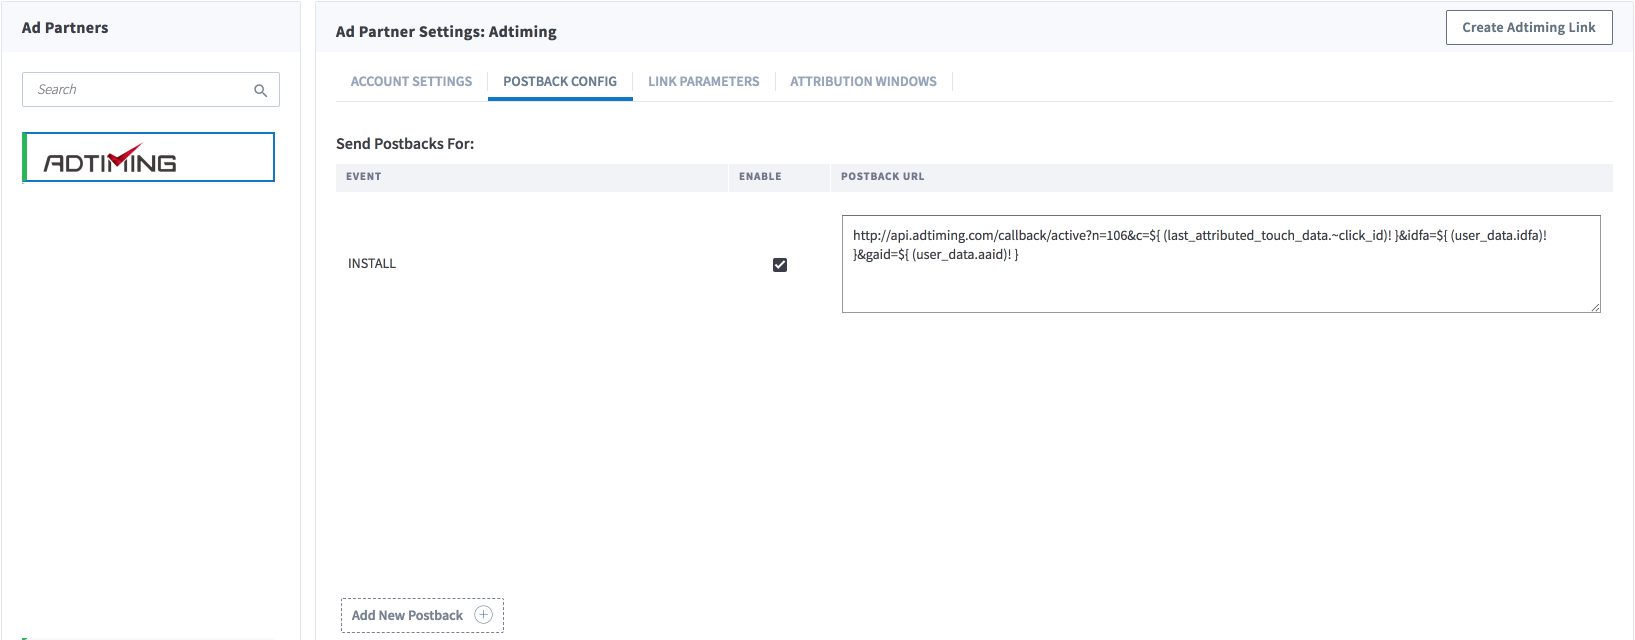 Ad Partners
Search
ADTIMING
Ad Partner Settings: Adtiming
Create Adtiming Link
ACCOUNT SETTINGS
POSTBACK CONFIG
LINK PARAMETERS
ATTRIBUTION WINDOWS
Send Postbacks For:
EVENT
ENABLE
POSTBACK URL
INSTALL
http://api.adtiming.com/callback/active?n=106&c=${ (last_attributed_touch_data.~click_id)! }&idfa=${ (user_data.idfa)!
}&gaid=${ (user_data.aaid)! }
Add New Postback